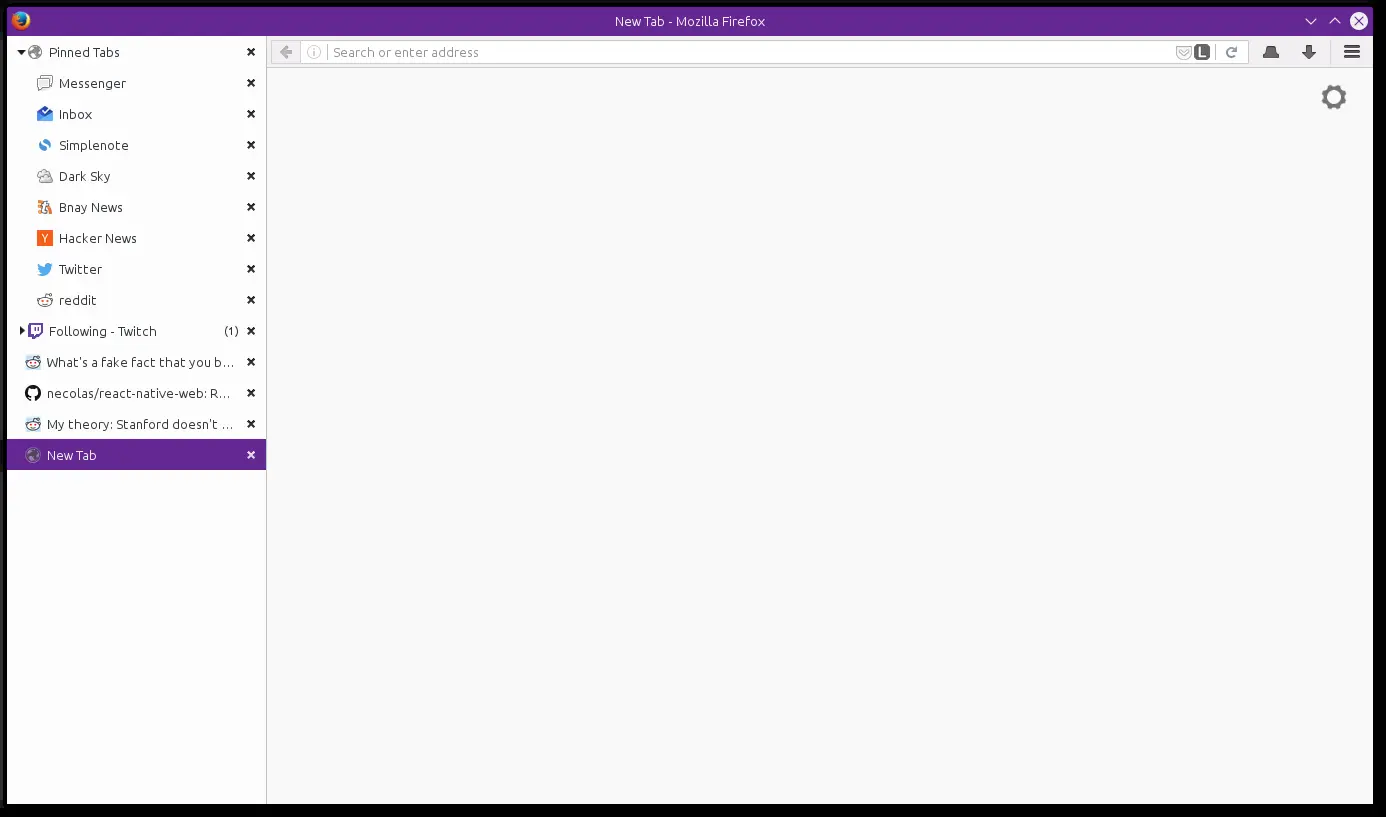 New Tab - Mozilla Firefox
Pinned Tabs
Search or enter address
L
Messenger
Inbox
Simplenote
Dark Sky
Bnay News
Y Hacker News
Twitter
reddit
Following - Twitch (1)
What's a fake fact that you b...
necolas/react-native-web: R...
My theory: Stanford doesn't ...
New Tab